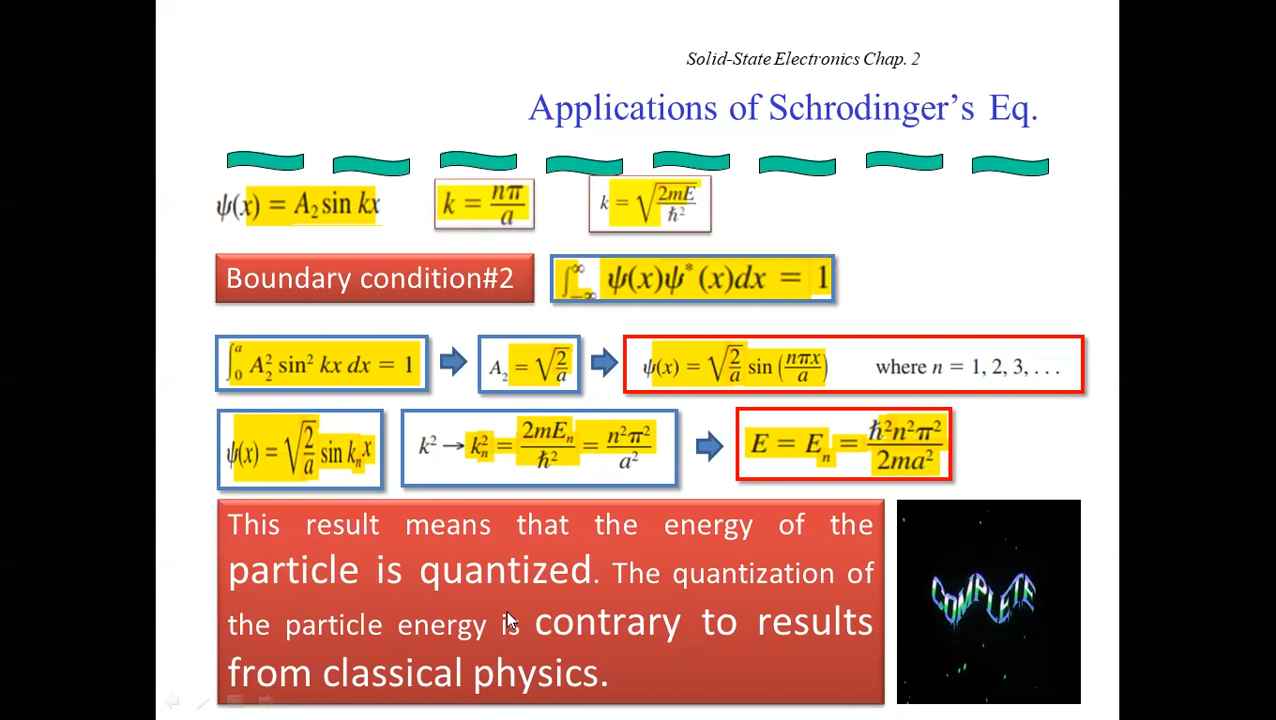 Solid-State Electronics Chap. 2
Applications of Schrodinger's Eq.
ψ(x) = A₂ sin kx
k = nπ/a
k = √(2mE/ħ²)
Boundary condition#2
∫_{-∞}^{∞} ψ(x)ψ*(x)dx = 1
∫₀ᵃ A₂² sin² kx dx = 1
A₂ = √(2/a)
ψ(x) = √(2/a) sin (nπx/a) where n = 1, 2, 3, . . .
ψ(x) = √(2/a) sin kₙx
k² → kₙ² = 2mEₙ/ħ² = n²π²/a²
E = Eₙ = ħ²n²π²/2ma²
This result means that the energy of the
particle is quantized. The quantization of
the particle energy is contrary to results
from classical physics.
COMPLETE